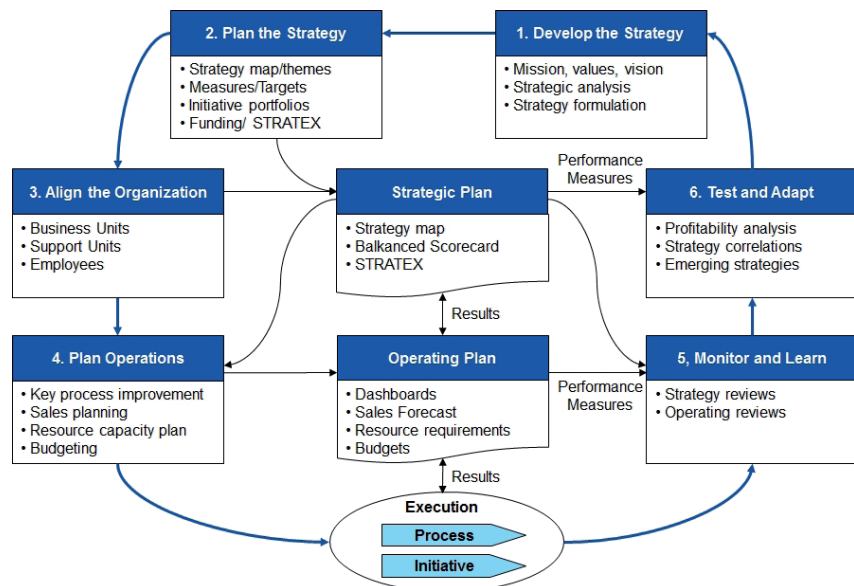 2. Plan the Strategy
• Strategy map/themes
• Measures/Targets
• Initiative portfolios
• Funding/ STRATEX
1. Develop the Strategy
• Mission, values, vision
• Strategic analysis
• Strategy formulation
3. Align the Organization
• Business Units
• Support Units
• Employees
Strategic Plan
• Strategy map
• Balkanced Scorecard
• STRATEX
Performance
Measures
6. Test and Adapt
• Profitability analysis
• Strategy correlations
• Emerging strategies
Results
4. Plan Operations
• Key process improvement
• Sales planning
• Resource capacity plan
• Budgeting
Operating Plan
• Dashboards
• Sales Forecast
• Resource requirements
• Budgets
Performance
Measures
5, Monitor and Learn
• Strategy reviews
• Operating reviews
Results
Execution
Process
Initiative